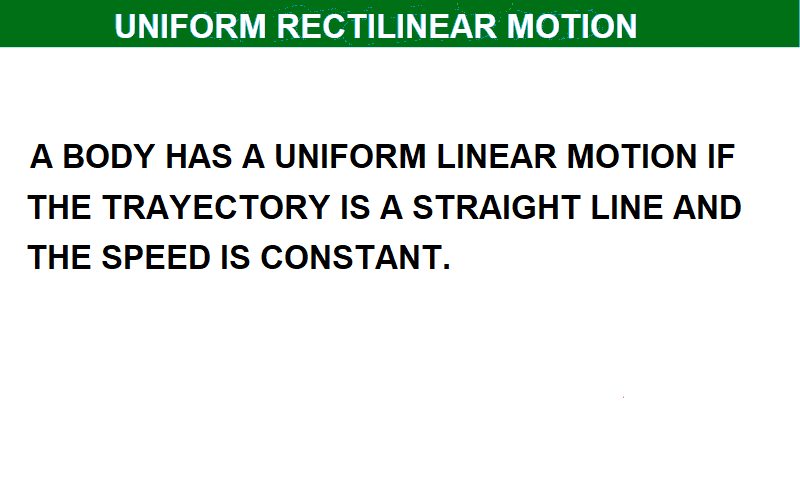 UNIFORM RECTILINEAR MOTION
A BODY HAS A UNIFORM LINEAR MOTION IF
THE TRAYECTORY IS A STRAIGHT LINE AND
THE SPEED IS CONSTANT.